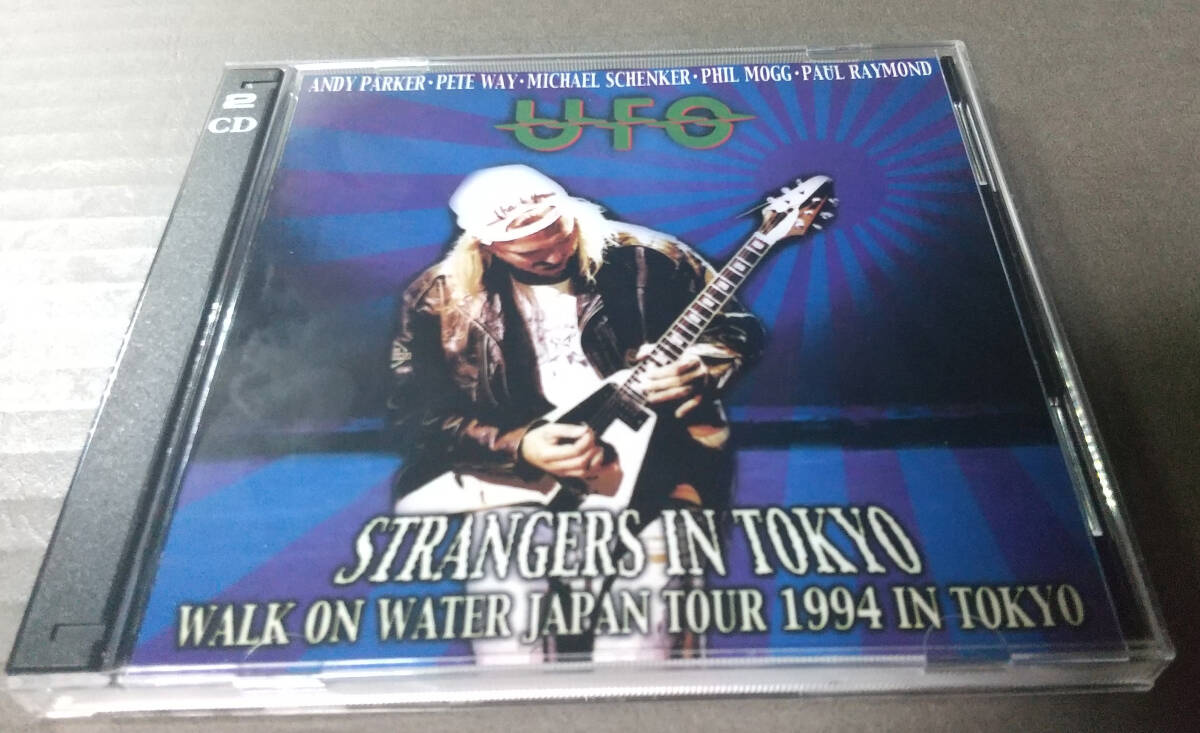 2
CD
ANDY PARKER・PETE WAY・MICHAEL SCHENKER・PHIL MOGG・PAUL RAYMOND
UFO
STRANGERS IN TOKYO
WALK ON WATER JAPAN TOUR 1994 IN TOKYO